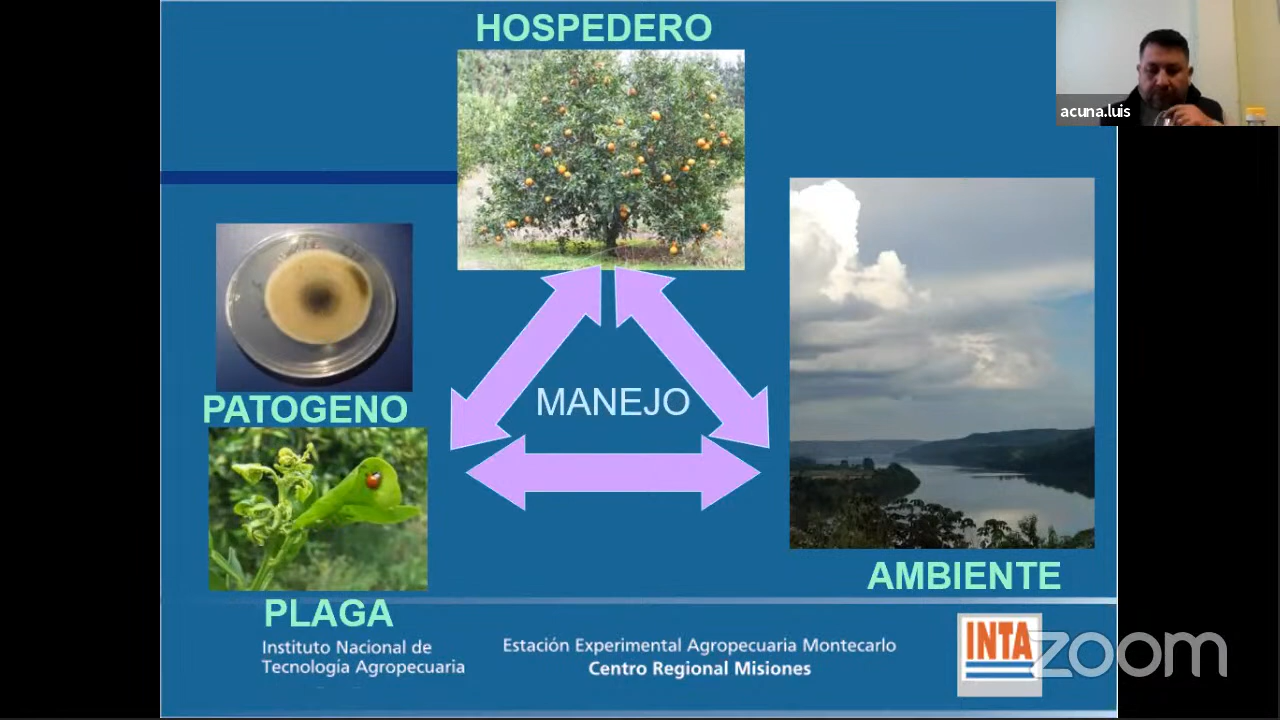 HOSPEDERO
acuna.luis
MANEJO
PATOGENO
AMBIENTE
PLAGA
Instituto Nacional de
Tecnología Agropecuaria
Estación Experimental Agropecuaria Montecarlo
Centro Regional Misiones
INTA
zoom